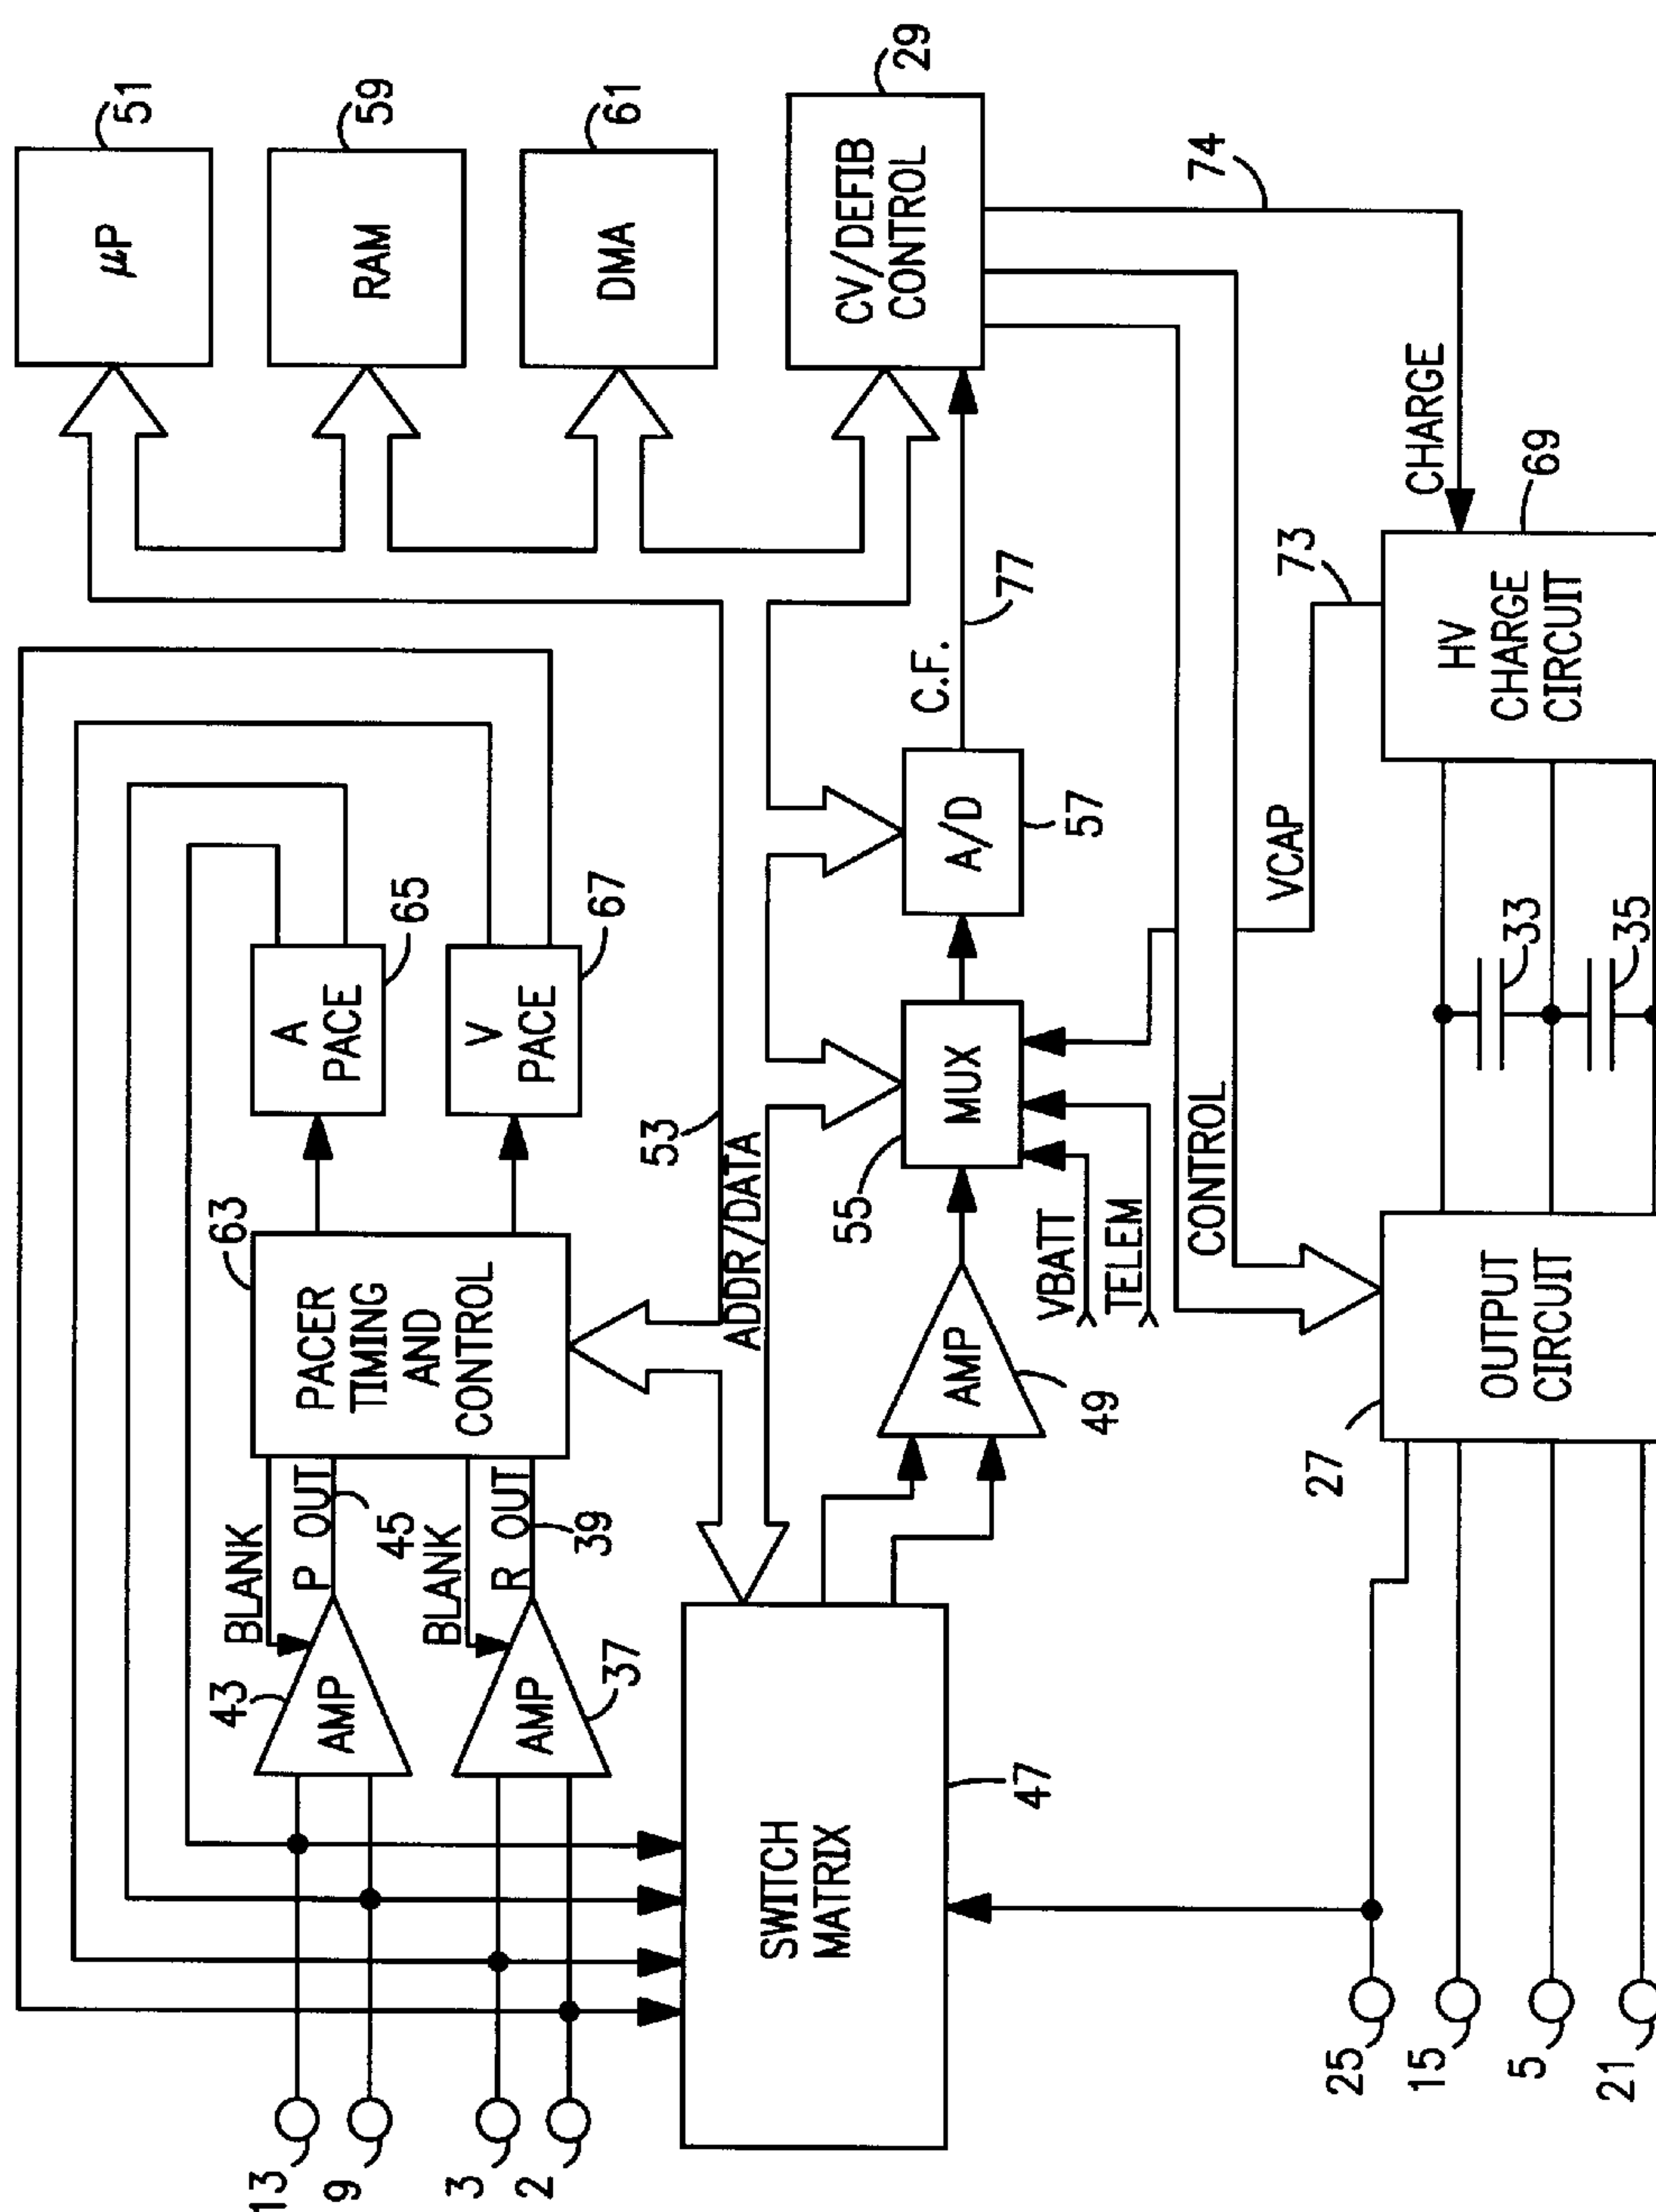 13
9
3
2
43
AMP
BLANK
P OUT
45
37
AMP
BLANK
R OUT
39
63
PACER
TIMING
AND
CONTROL
A
PACE
65
V
PACE
67
53
ADDR/DATA
µP
51
RAM
59
DMA
61
CV/DEFIB
CONTROL
29
SWITCH
MATRIX
47
AMP
49
55
MUX
VBATT
TELEM
A/D
57
C.F.
77
CONTROL
VCAP
73
74
CHARGE
HV
CHARGE
CIRCUIT
69
33
35
OUTPUT
CIRCUIT
27
25
15
5
21